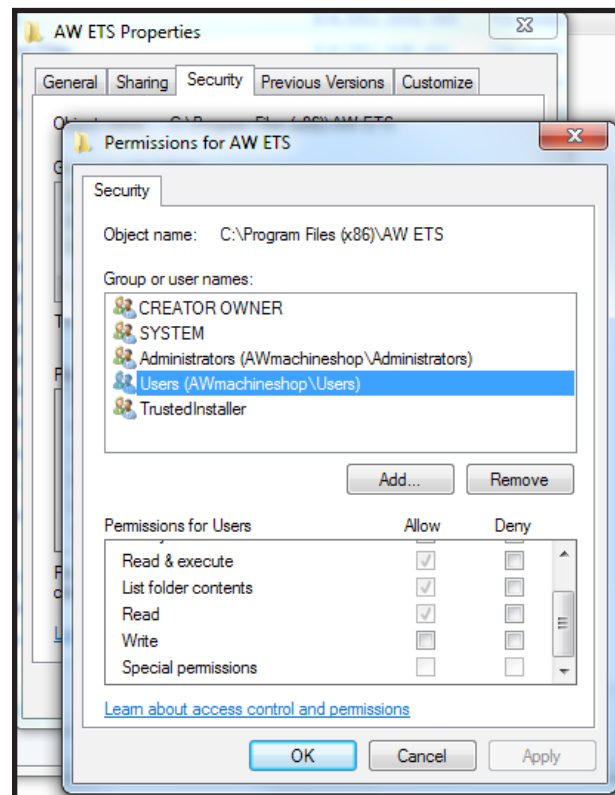 AW ETS Properties
General Sharing Security Previous Versions Customize
Permissions for AW ETS
Security
Object name: C:\Program Files (x86)\AW ETS
Group or user names:
CREATOR OWNER
SYSTEM
Administrators (AWmachineshop\Administrators)
Users (AWmachineshop\Users)
TrustedInstaller
Add... Remove
Permissions for Users Allow Deny
Read & execute
List folder contents
Read
Write
Special permissions
Learn about access control and permissions
OK Cancel Apply